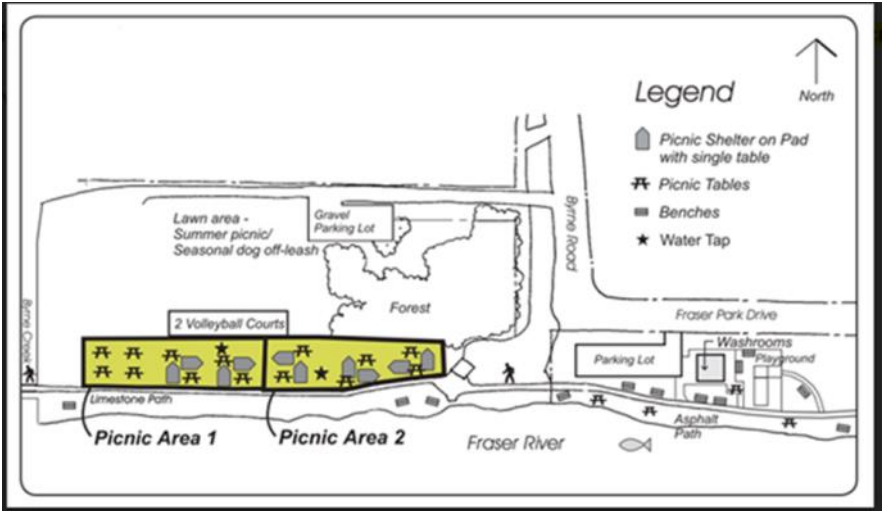 Legend
North
Picnic Shelter on Pad
with single table
Picnic Tables
Benches
Water Tap
Byrne Road
Lawn area -
Summer picnic/
Seasonal dog off-leash
Gravel
Parking Lot
Forest
2 Volleyball Courts
Byrne Creek
Fraser Park Drive
Washrooms
Parking Lot
Playground
Limestone Path
Asphalt
Path
Picnic Area 1
Picnic Area 2
Fraser River